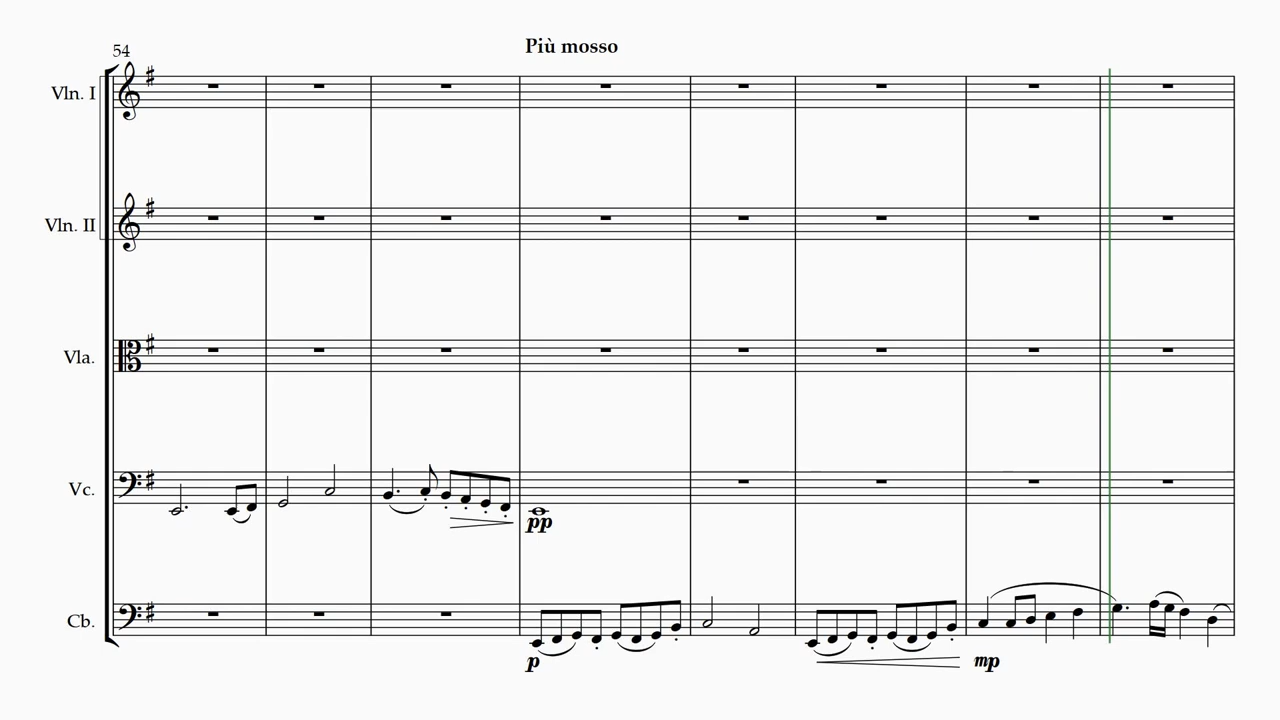 54
Più mosso
Vln. I
Vln. II
Vla.
Vc.
pp
Cb.
p
mp